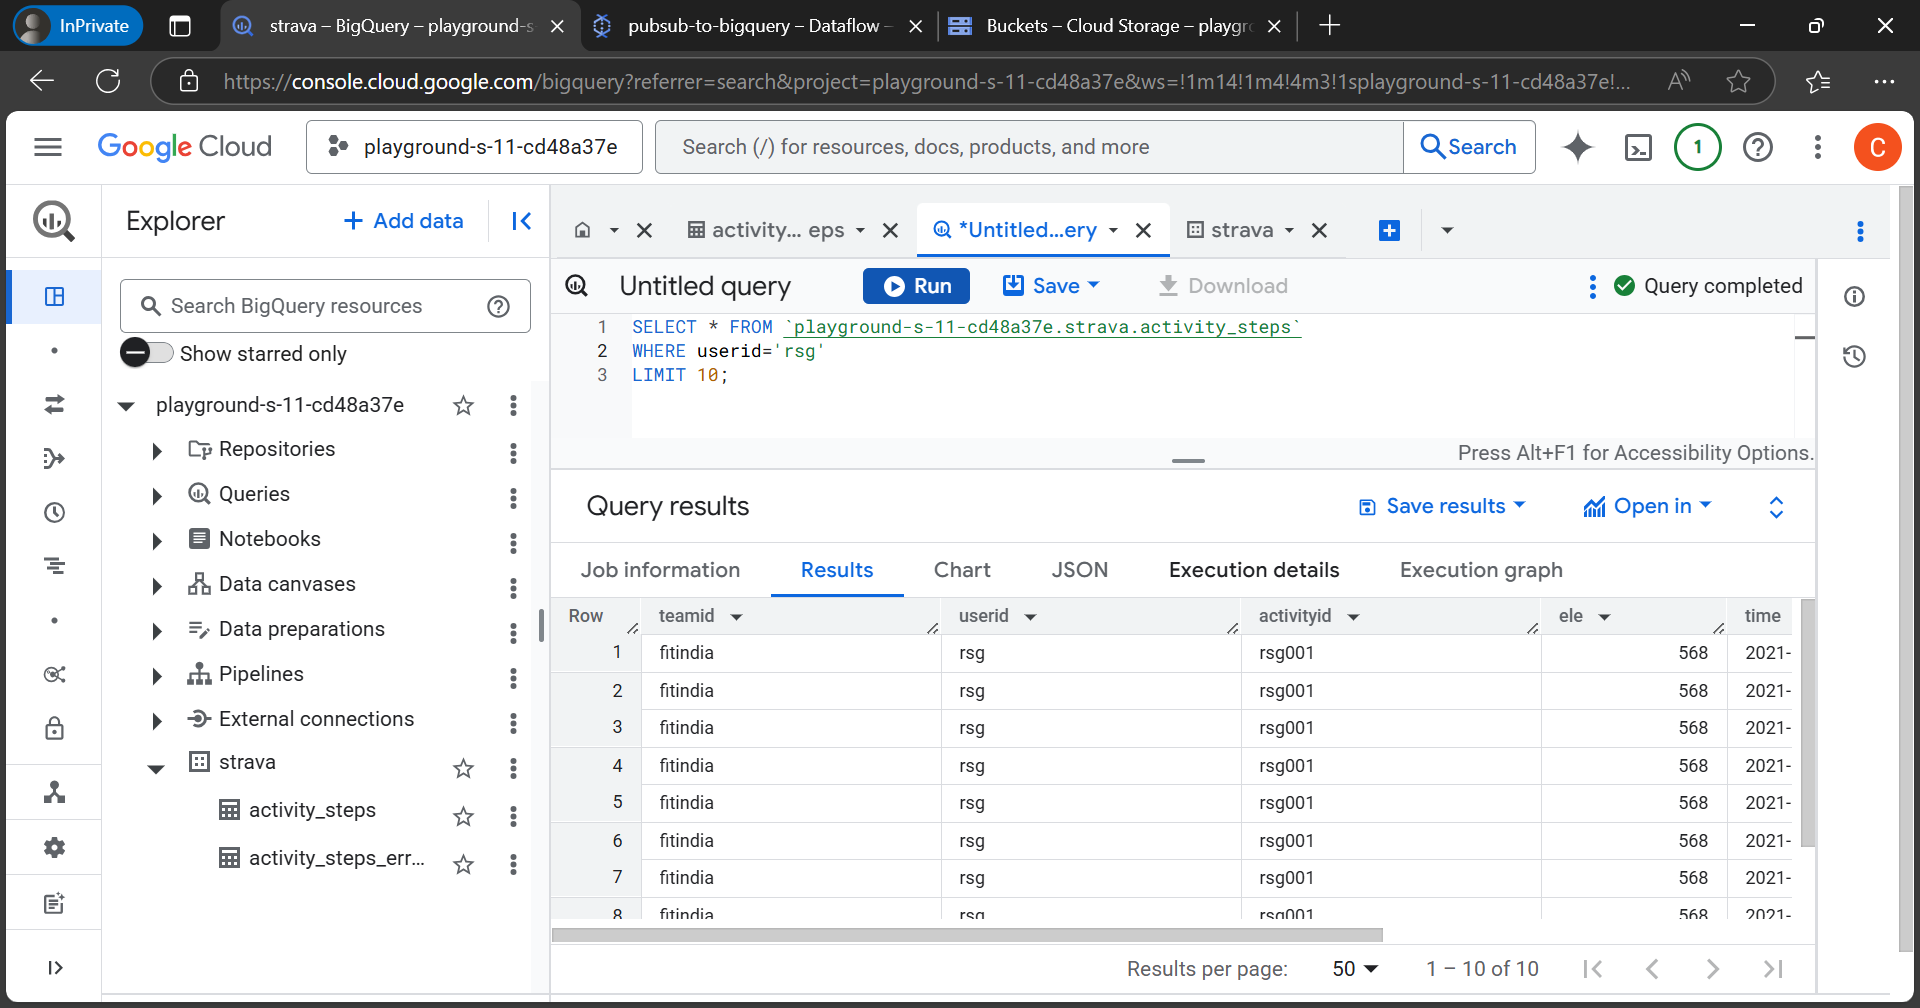 InPrivate
strava – BigQuery – playground-s-
pubsub-to-bigquery – Dataflow –
Buckets – Cloud Storage – playgro
https://console.cloud.google.com/bigquery?referrer=search&project=playground-s-11-cd48a37e&ws=!1m14!1m4!4m3!1splayground-s-11-cd48a37e!...
Google Cloud
playground-s-11-cd48a37e
Search (/) for resources, docs, products, and more
Search
1
C
Explorer
Add data
activity... eps
*Untitled...ery
strava
Search BigQuery resources
Show starred only
playground-s-11-cd48a37e
Repositories
Queries
Notebooks
Data canvases
Data preparations
Pipelines
External connections
strava
activity_steps
activity_steps_err...
Untitled query
Run
Save
Download
Query completed
1 SELECT * FROM `playground-s-11-cd48a37e.strava.activity_steps`
2 WHERE userid='rsg'
3 LIMIT 10;
Press Alt+F1 for Accessibility Options.
Query results
Save results
Open in
Job information Results Chart JSON Execution details Execution graph
Row teamid userid activityid ele time
1 fitindia rsg rsg001 568 2021-
2 fitindia rsg rsg001 568 2021-
3 fitindia rsg rsg001 568 2021-
4 fitindia rsg rsg001 568 2021-
5 fitindia rsg rsg001 568 2021-
6 fitindia rsg rsg001 568 2021-
7 fitindia rsg rsg001 568 2021-
8 fitindia rsg rsg001 568 2021-
Results per page: 50 1 – 10 of 10